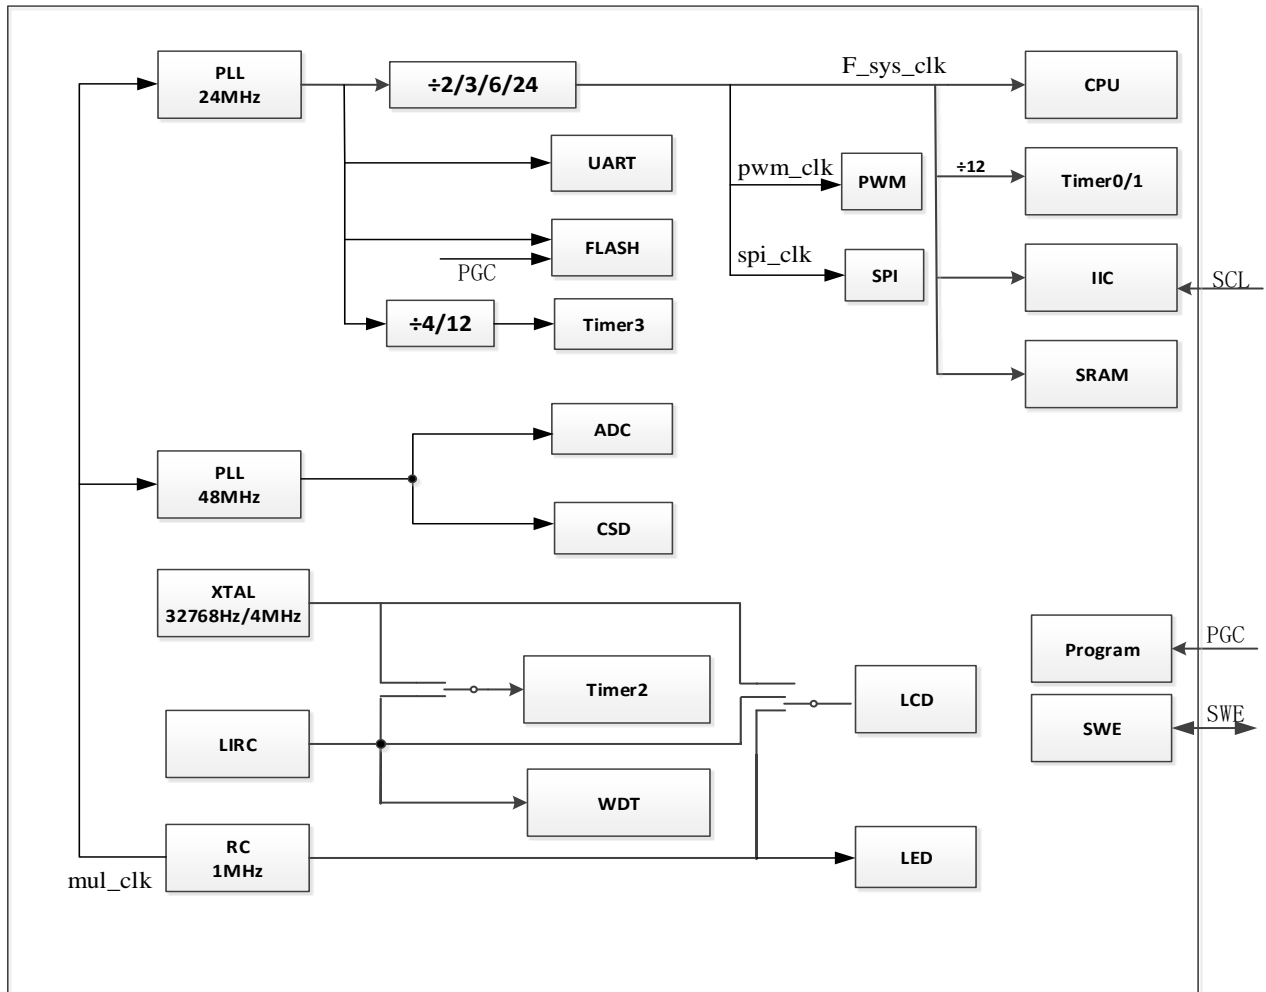 PLL
24MHz
÷2/3/6/24
F_sys_clk
CPU
UART
pwm_clk
PWM
÷12
Timer0/1
FLASH
PGC
spi_clk
SPI
IIC
SCL
÷4/12
Timer3
SRAM
ADC
PLL
48MHz
CSD
XTAL
32768Hz/4MHz
Program
PGC
Timer2
LCD
LIRC
SWE
SWE
WDT
RC
1MHz
LED
mul_clk